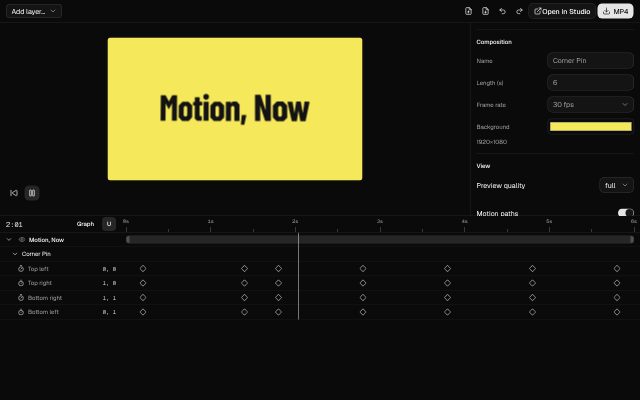 Add layer...
Open in Studio
MP4
Motion, Now
Composition
Name
Corner Pin
Length (s)
6
Frame rate
30 fps
Background
1920×1080
View
Preview quality
full
Motion paths
2:01
Graph
U
0s
1s
2s
3s
4s
5s
6s
Motion, Now
Corner Pin
Top left
0, 0
Top right
1, 0
Bottom right
1, 1
Bottom left
0, 1